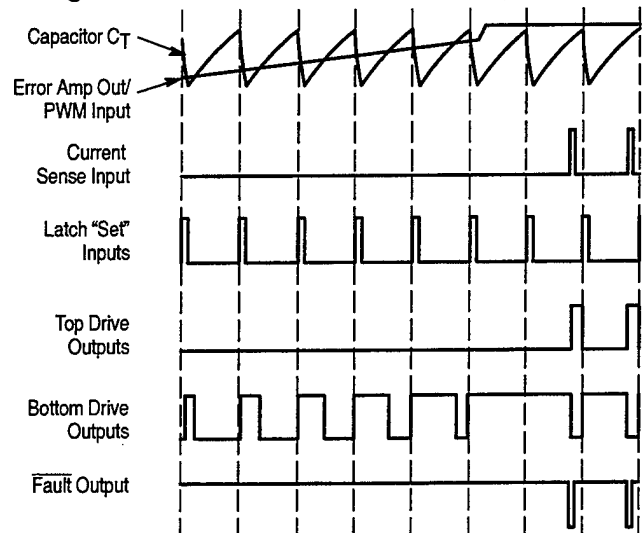 Capacitor CT
Error Amp Out/
PWM Input
Current
Sense Input
Latch "Set"
Inputs
Top Drive
Outputs
Bottom Drive
Outputs
Fault Output